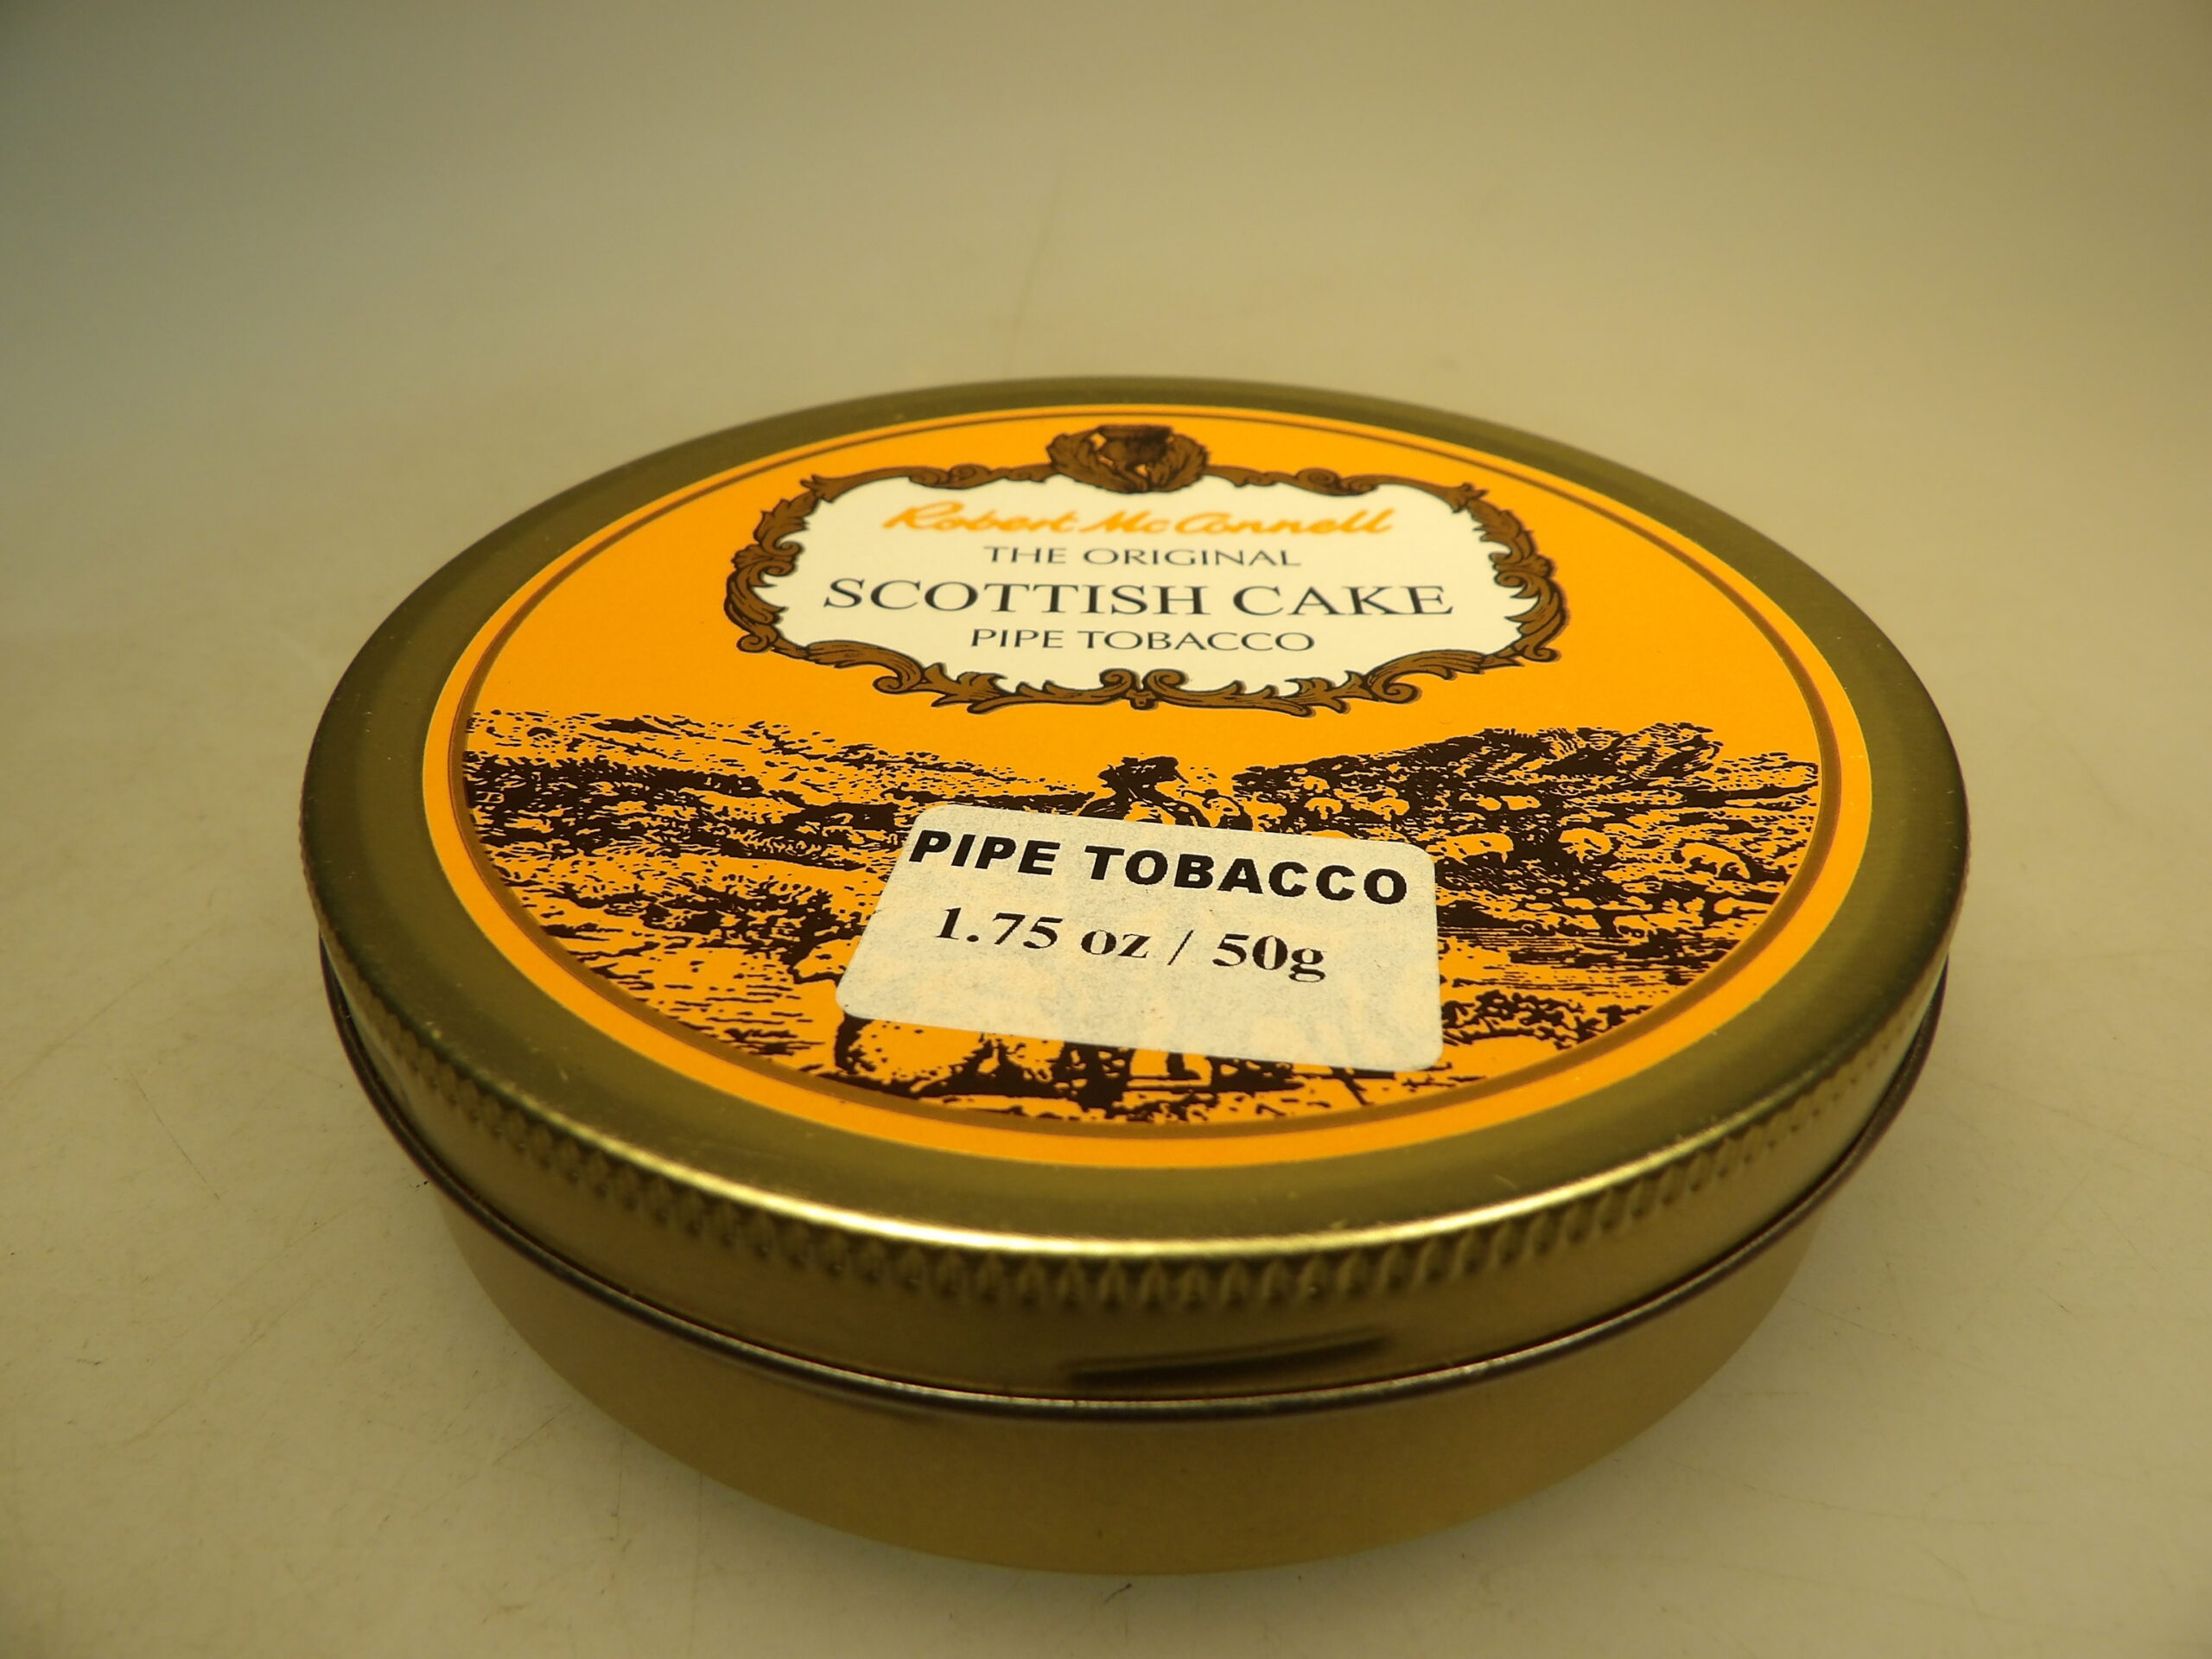 Robert McConnell
THE ORIGINAL
SCOTTISH CAKE
PIPE TOBACCO
PIPE TOBACCO
1.75 oz / 50g